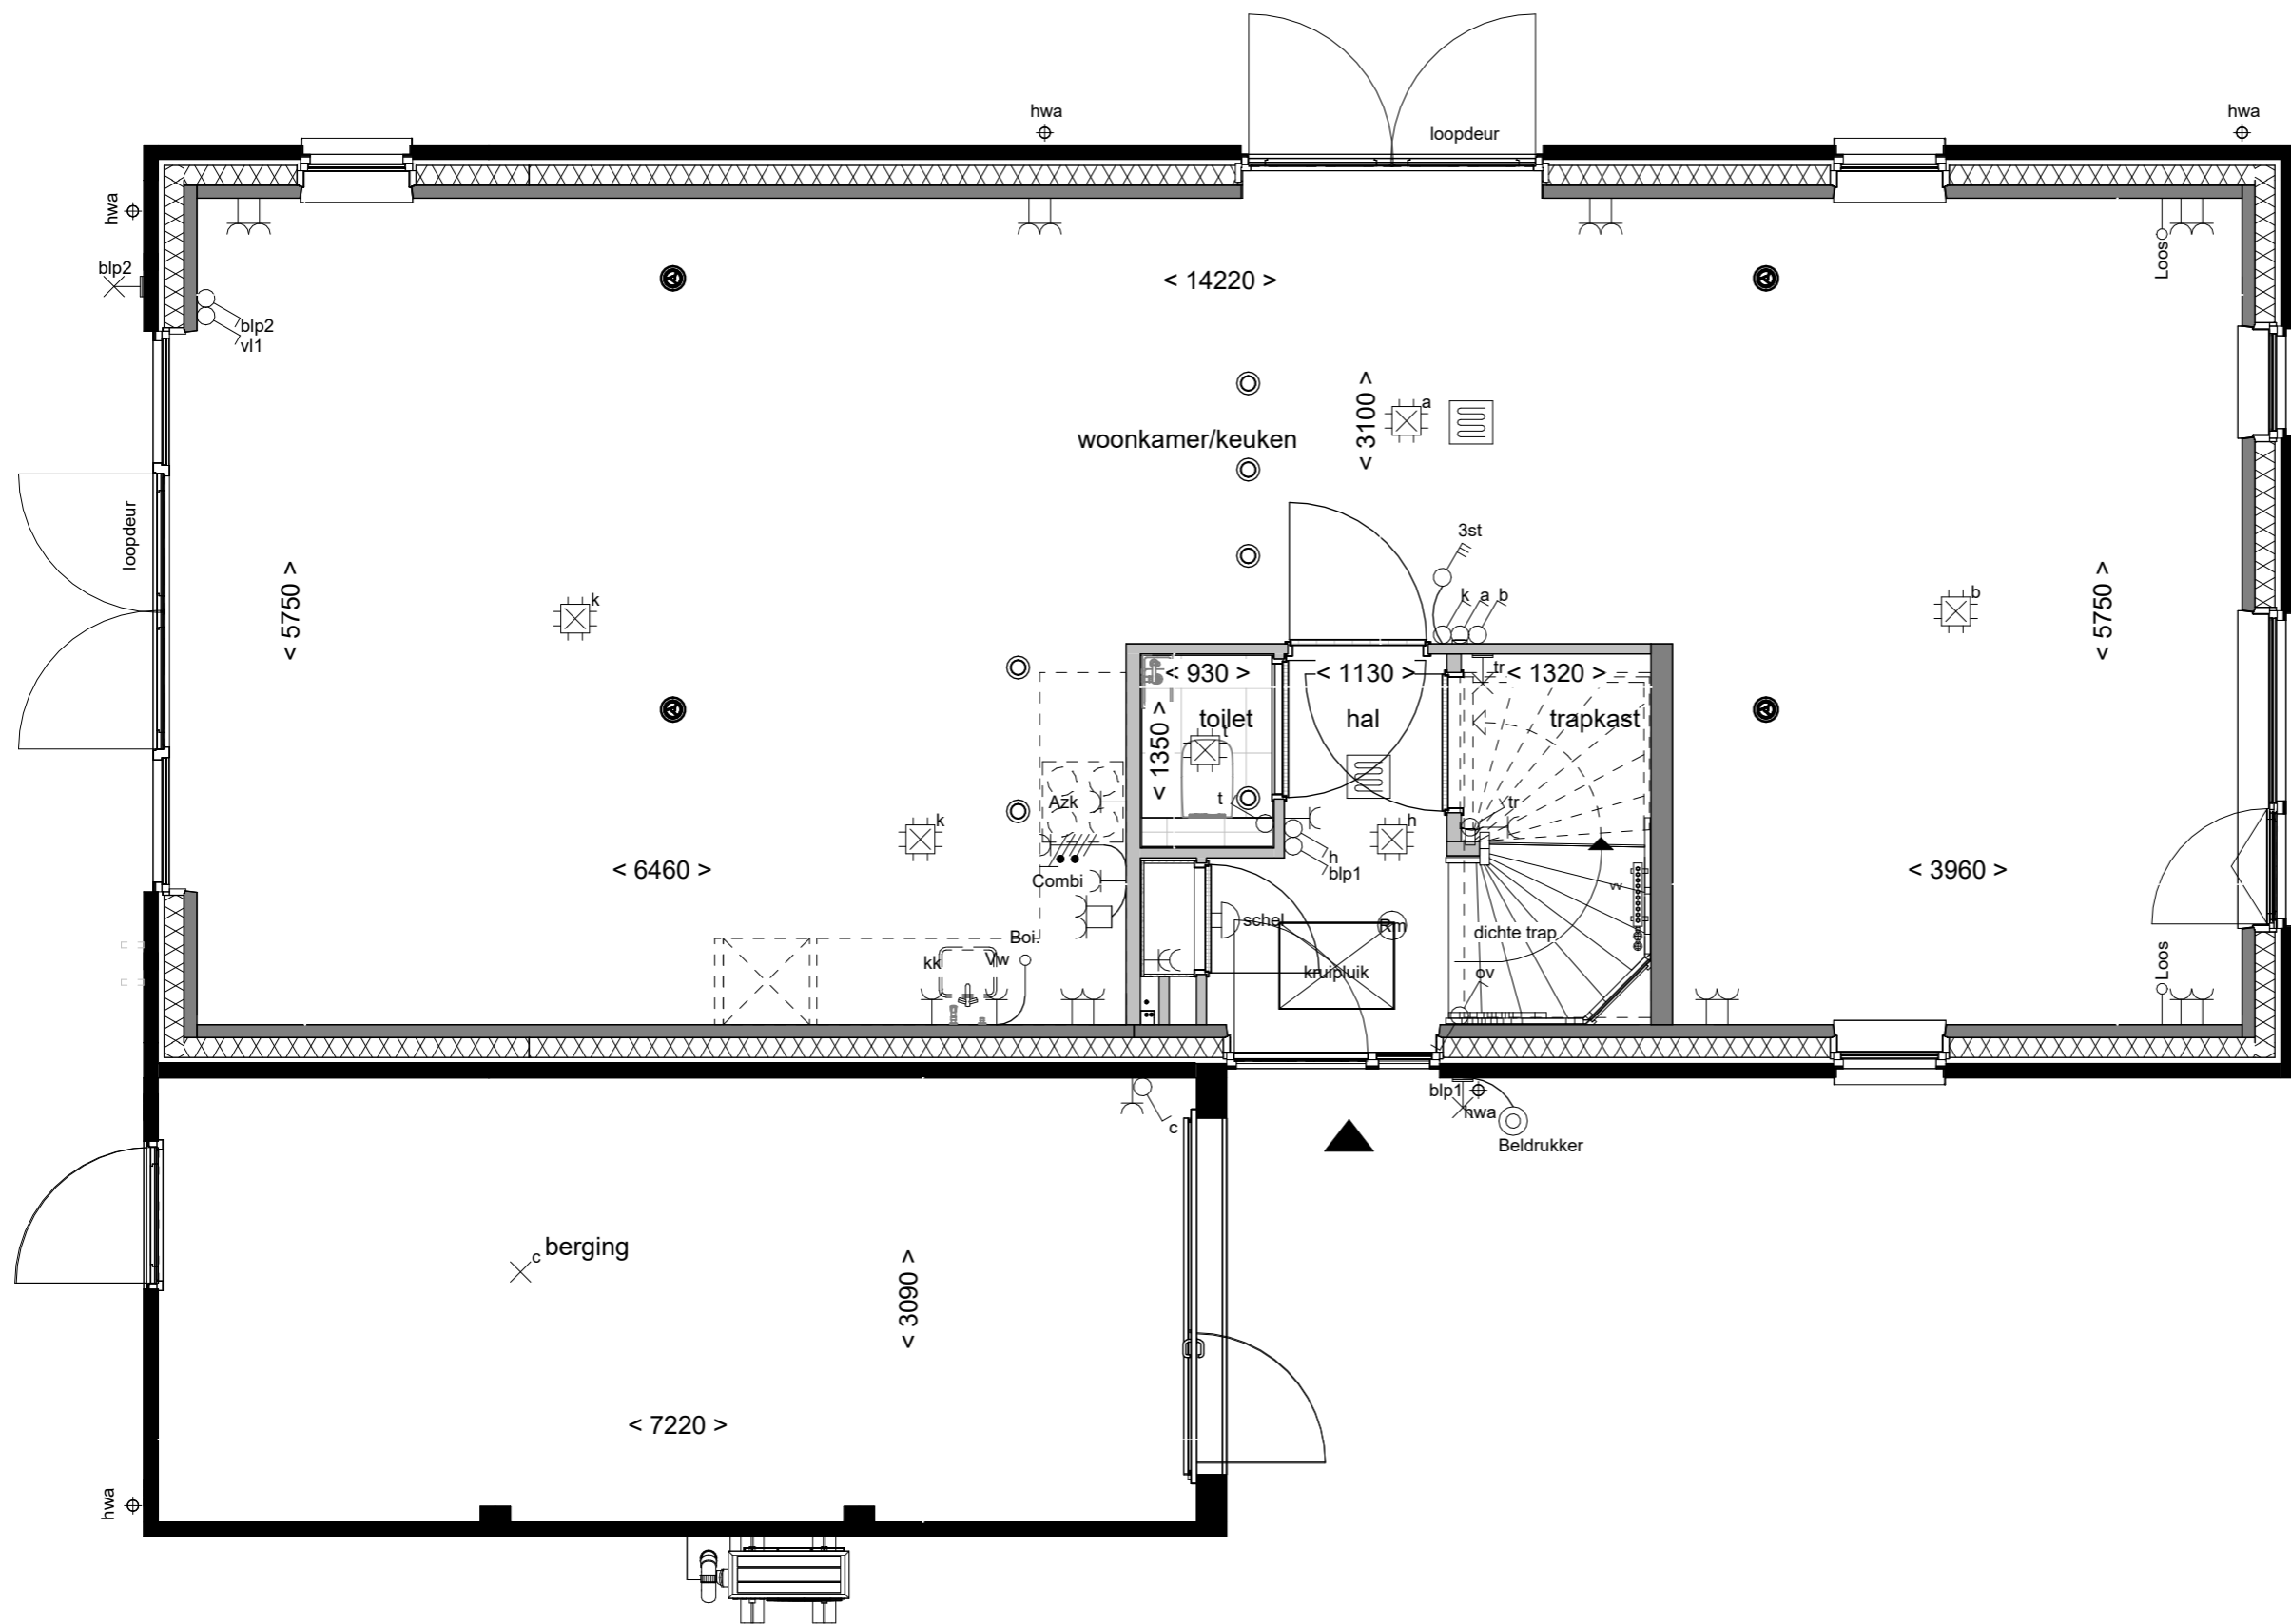 hwa
hwa
loopdeur
hwa
blp2
Loos
< 14220 >
blp2
vl1
a
< 3100 >
woonkamer/keuken
loopdeur
3st
< 5750 >
k
k a b
b
< 5750 >
< 930 >
< 1130 >
tr
< 1320 >
toilet
hal
trapkast
t
< 1350 >
Azk
t
tr
k
h
h
blp1
< 6460 >
Combi
< 3960 >
vv
schel
Rm
dichte trap
Boi.
kk
Vw
kruipluik
ov
Loos
blp1
hwa
c
Beldrukker
c
berging
< 3090 >
< 7220 >
hwa